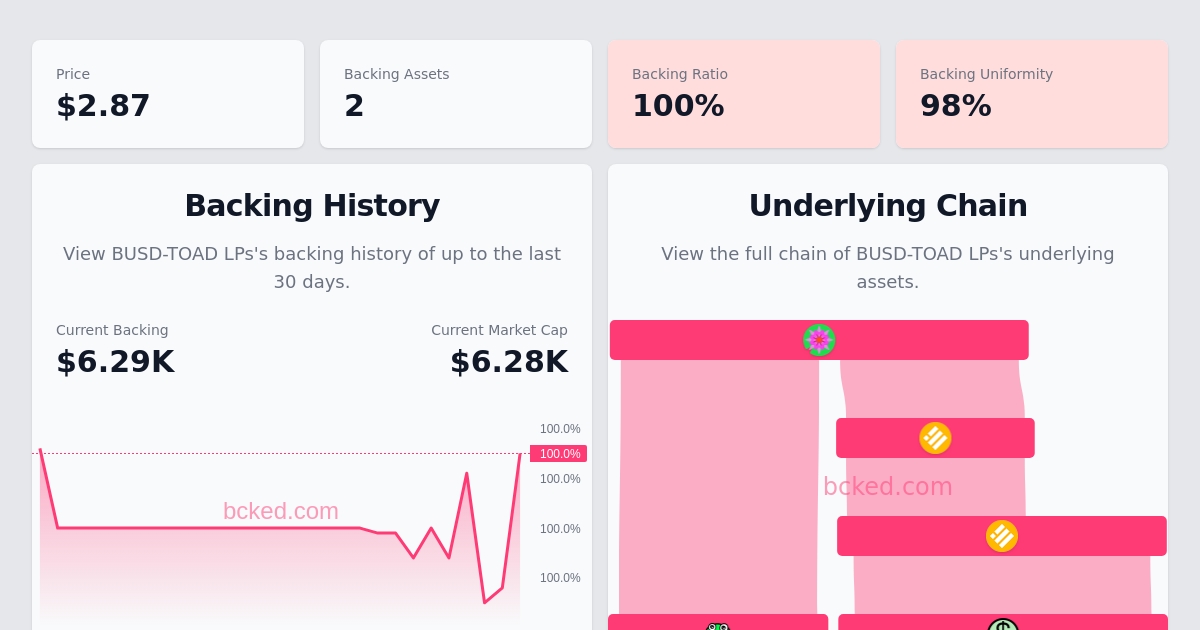 Price
$2.87
Backing Assets
2
Backing Ratio
100%
Backing Uniformity
98%
Backing History
View BUSD-TOAD LPs's backing history of up to the last
30 days.
Current Backing
$6.29K
Current Market Cap
$6.28K
100.0%
100.0%
100.0%
100.0%
100.0%
bcked.com
Underlying Chain
View the full chain of BUSD-TOAD LPs's underlying
assets.
bcked.com